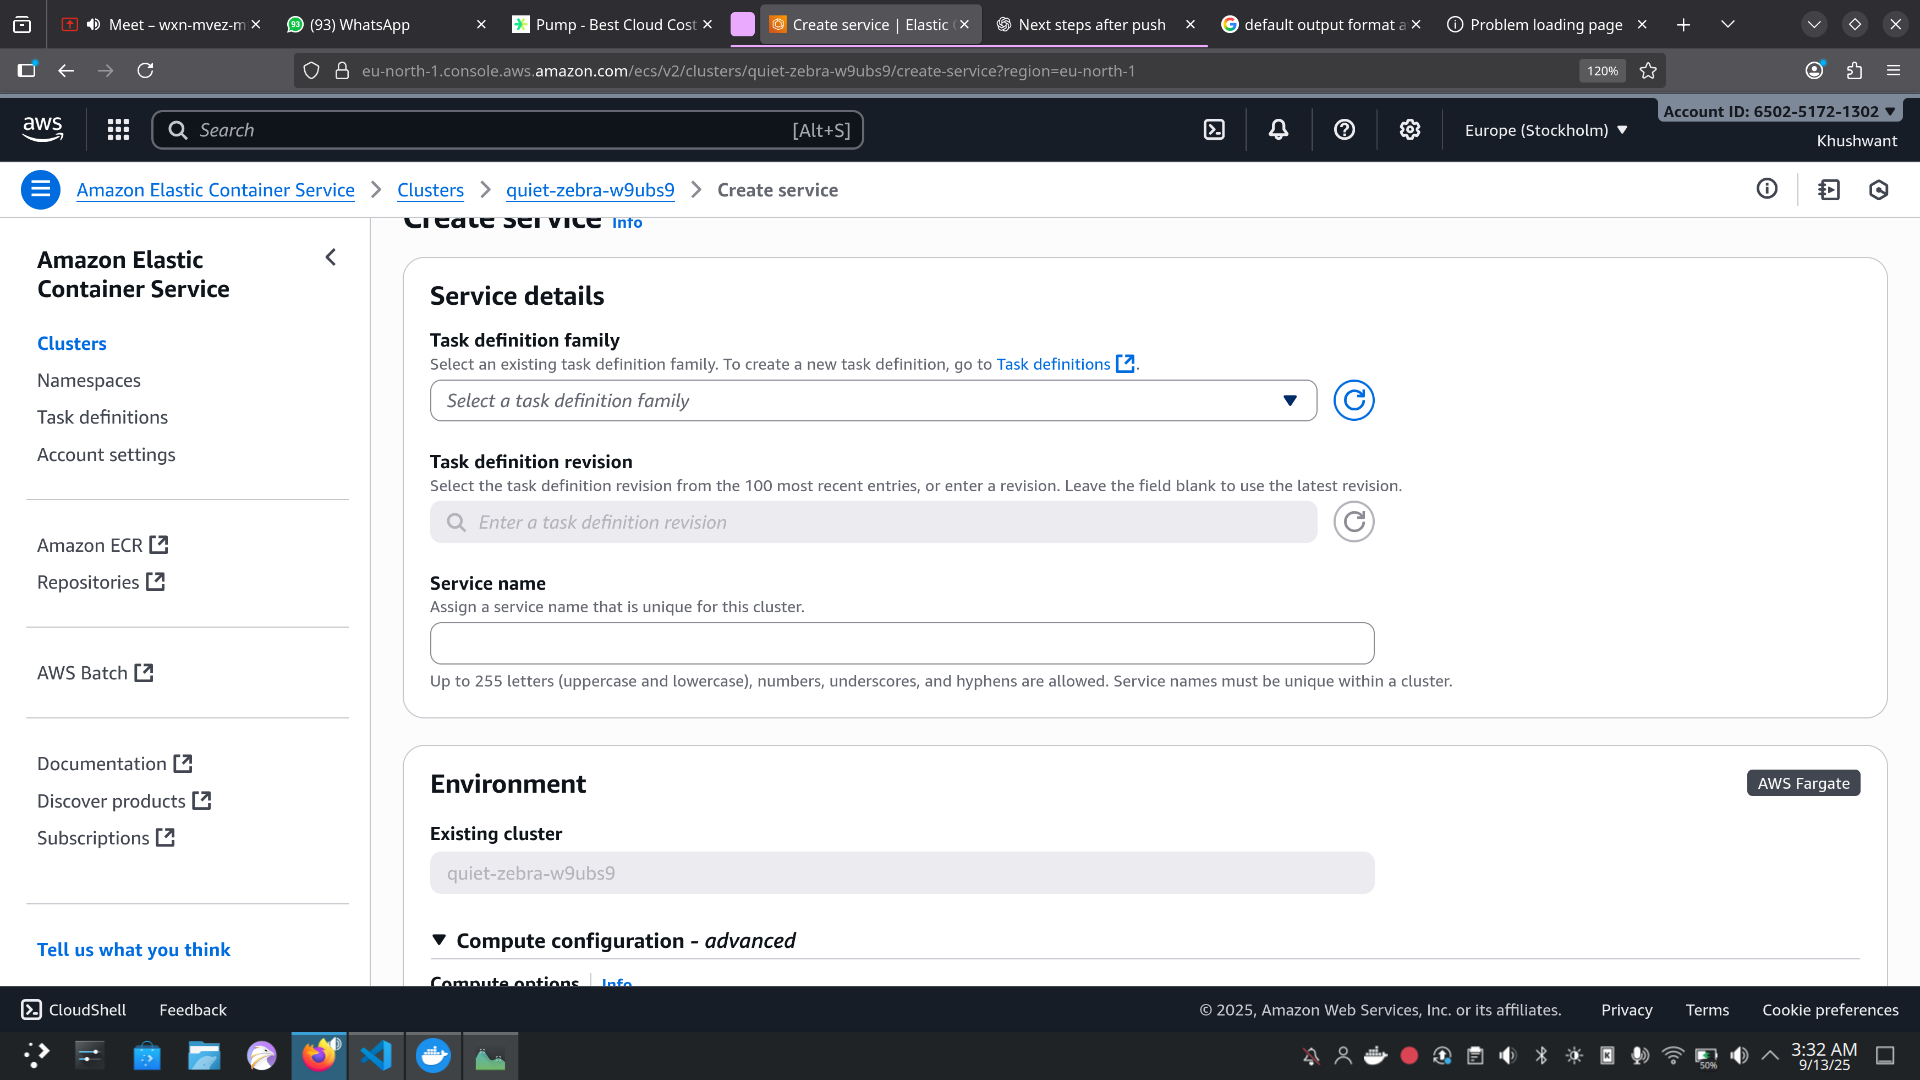 Meet – wxn-mvez-m
(93) WhatsApp
Pump - Best Cloud Cost
Create service | Elastic
Next steps after push
default output format a
Problem loading page
eu-north-1.console.aws.amazon.com/ecs/v2/clusters/quiet-zebra-w9ubs9/create-service?region=eu-north-1
120%
aws
Search
[Alt+S]
Europe (Stockholm)
Account ID: 6502-5172-1302
Khushwant
Amazon Elastic Container Service
Clusters
quiet-zebra-w9ubs9
Create service
Amazon Elastic
Container Service
Clusters
Namespaces
Task definitions
Account settings
Amazon ECR
Repositories
AWS Batch
Documentation
Discover products
Subscriptions
Tell us what you think
Create service Info
Service details
Task definition family
Select an existing task definition family. To create a new task definition, go to Task definitions.
Select a task definition family
Task definition revision
Select the task definition revision from the 100 most recent entries, or enter a revision. Leave the field blank to use the latest revision.
Enter a task definition revision
Service name
Assign a service name that is unique for this cluster.
Up to 255 letters (uppercase and lowercase), numbers, underscores, and hyphens are allowed. Service names must be unique within a cluster.
Environment
AWS Fargate
Existing cluster
quiet-zebra-w9ubs9
Compute configuration - advanced
Compute options Info
CloudShell
Feedback
© 2025, Amazon Web Services, Inc. or its affiliates.
Privacy
Terms
Cookie preferences
50%
3:32 AM
9/13/25